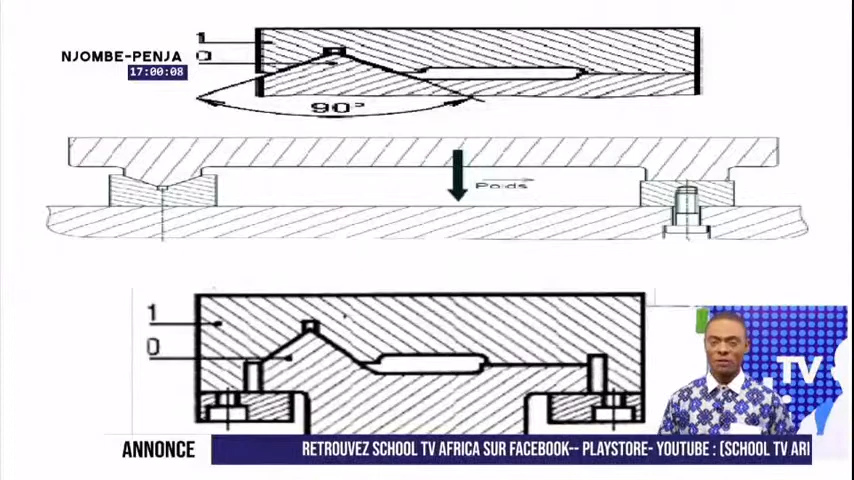 1
NJOMBE-PENJA
0
17:00:08
90°
Poids
1
0
TV
ANNONCE
RETROUVEZ SCHOOL TV AFRICA SUR FACEBOOK-- PLAYSTORE- YOUTUBE : (SCHOOL TV ARI